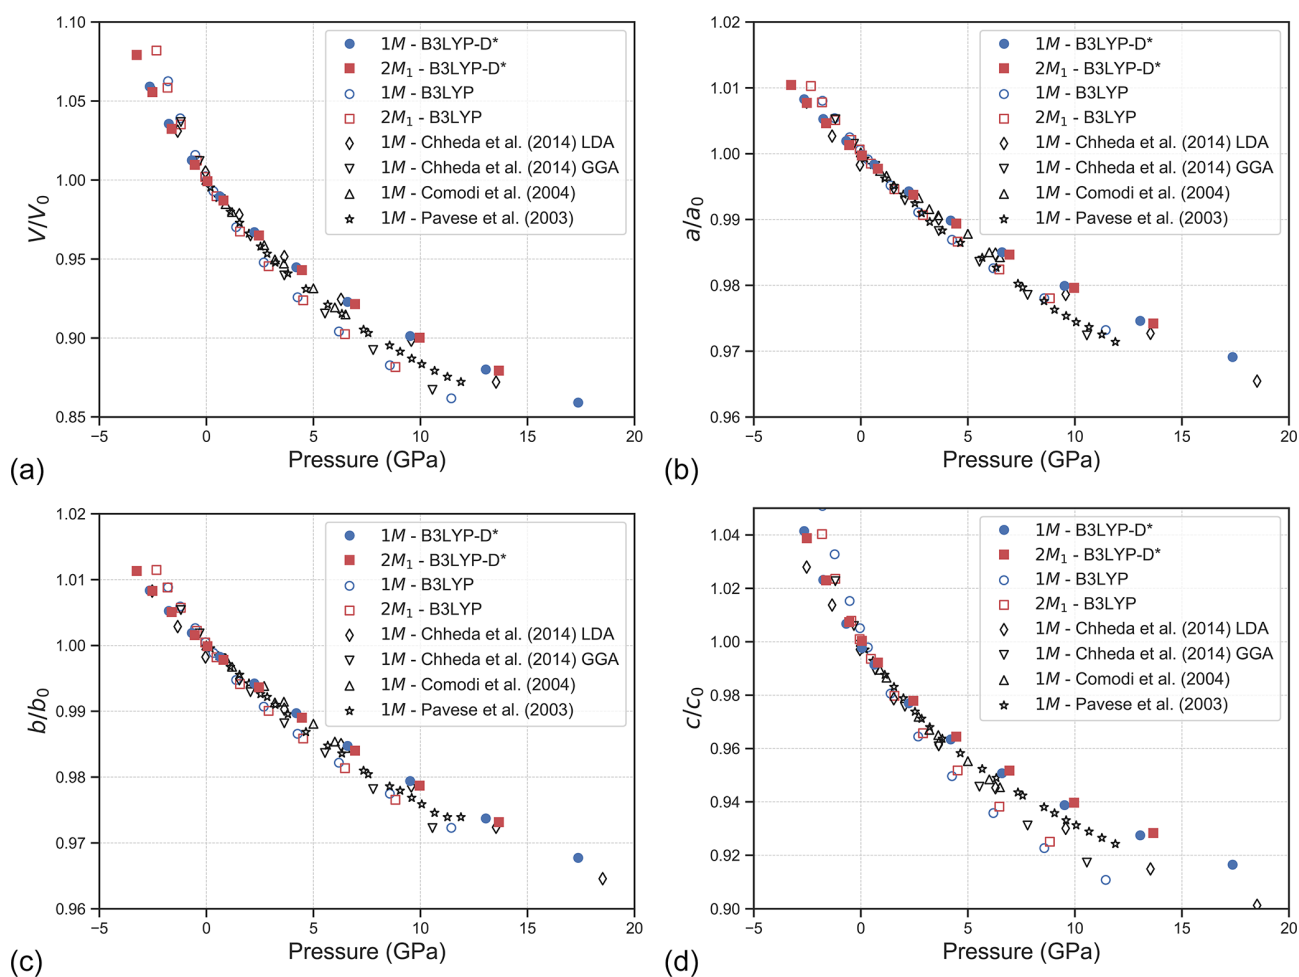 1.10
1.05
1.00
0.95
0.90
0.85
V/V0
−5
0
5
10
15
20
Pressure (GPa)
(a)
1M - B3LYP-D*
2M1 - B3LYP-D*
1M - B3LYP
2M1 - B3LYP
1M - Chheda et al. (2014) LDA
1M - Chheda et al. (2014) GGA
1M - Comodi et al. (2004)
1M - Pavese et al. (2003)
1.02
1.01
1.00
0.99
0.98
0.97
0.96
a/a0
−5
0
5
10
15
20
Pressure (GPa)
(b)
1M - B3LYP-D*
2M1 - B3LYP-D*
1M - B3LYP
2M1 - B3LYP
1M - Chheda et al. (2014) LDA
1M - Chheda et al. (2014) GGA
1M - Comodi et al. (2004)
1M - Pavese et al. (2003)
1.02
1.01
1.00
0.99
0.98
0.97
0.96
b/b0
−5
0
5
10
15
20
Pressure (GPa)
(c)
1M - B3LYP-D*
2M1 - B3LYP-D*
1M - B3LYP
2M1 - B3LYP
1M - Chheda et al. (2014) LDA
1M - Chheda et al. (2014) GGA
1M - Comodi et al. (2004)
1M - Pavese et al. (2003)
1.04
1.02
1.00
0.98
0.96
0.94
0.92
0.90
c/c0
−5
0
5
10
15
20
Pressure (GPa)
(d)
1M - B3LYP-D*
2M1 - B3LYP-D*
1M - B3LYP
2M1 - B3LYP
1M - Chheda et al. (2014) LDA
1M - Chheda et al. (2014) GGA
1M - Comodi et al. (2004)
1M - Pavese et al. (2003)